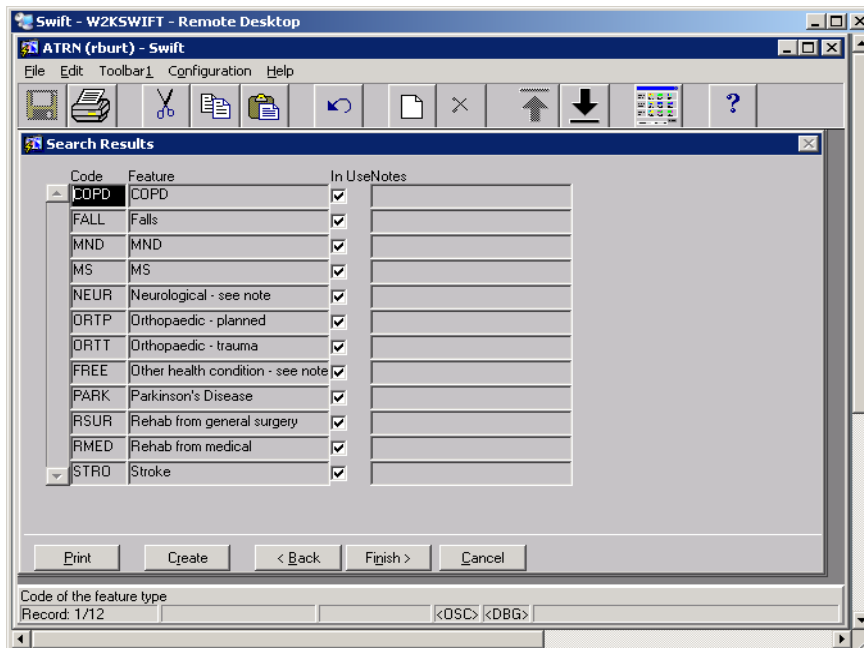 Swift - W2KSWIFT - Remote Desktop
ATRN (rburt) - Swift
File Edit Toolbar1 Configuration Help
?
Search Results
Code Feature In Use Notes
COPD COPD
FALL Falls
MND MND
MS MS
NEUR Neurological - see note
ORTP Orthopaedic - planned
ORTT Orthopaedic - trauma
FREE Other health condition - see note
PARK Parkinson's Disease
RSUR Rehab from general surgery
RMED Rehab from medical
STRO Stroke
Print Create < Back Finish > Cancel
Code of the feature type
Record: 1/12 <OSC> <DBG>